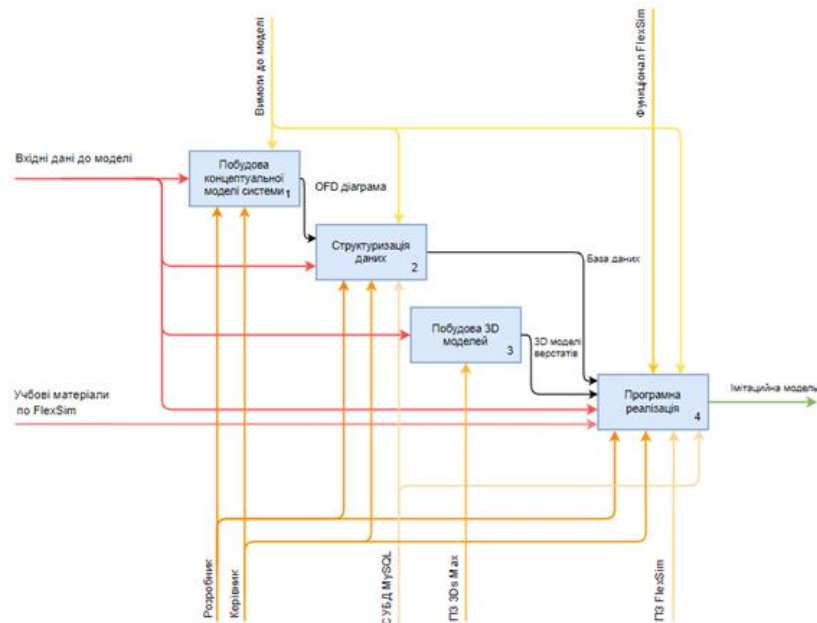 Вимоги до моделі
Функціонал FlexSim
Вхідні дані до моделі
Побудова
концептуальної
моделі системи
1
OFD діаграма
Структуризація
даних
2
База даних
Побудова 3D
моделей
3
3D моделі
верстатів
Учбові матеріали
по FlexSim
Програмна
реалізація
4
Імітаційна модель
Розробник
Керівник
СУБД MySQL
ПЗ 3Ds Max
ПЗ FlexSim